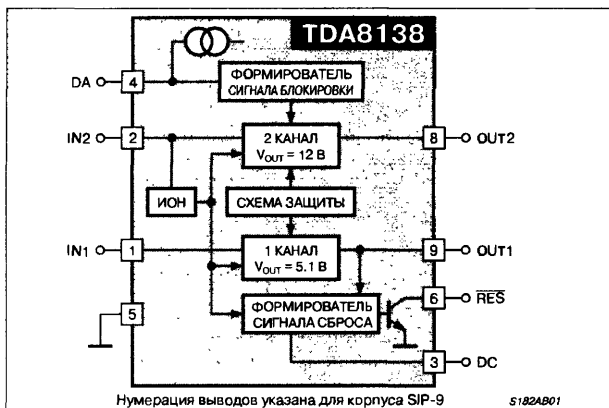 TDA8138
DA 4
ФОРМИРОВАТЕЛЬ
СИГНАЛА БЛОКИРОВКИ
IN2 2
2 КАНАЛ
VOUT = 12 В
8 OUT2
ИОН
СХЕМА ЗАЩИТЫ
IN1 1
1 КАНАЛ
VOUT = 5.1 В
9 OUT1
5
ФОРМИРОВАТЕЛЬ
СИГНАЛА СБРОСА
6 RES
3 DC
Нумерация выводов указана для корпуса SIP-9
S182AB01